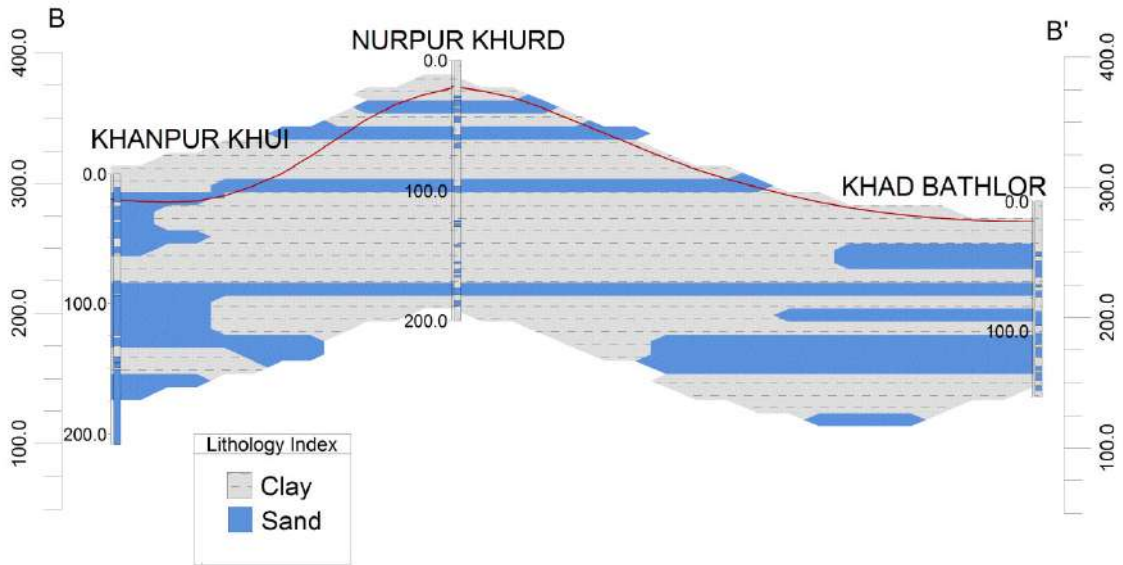 B
B'
NURPUR KHURD
KHANPUR KHUI
KHAD BATHLOR
400.0
300.0
200.0
100.0
0.0
100.0
200.0
0.0
100.0
200.0
0.0
100.0
400.0
300.0
200.0
100.0
Lithology Index
Clay
Sand